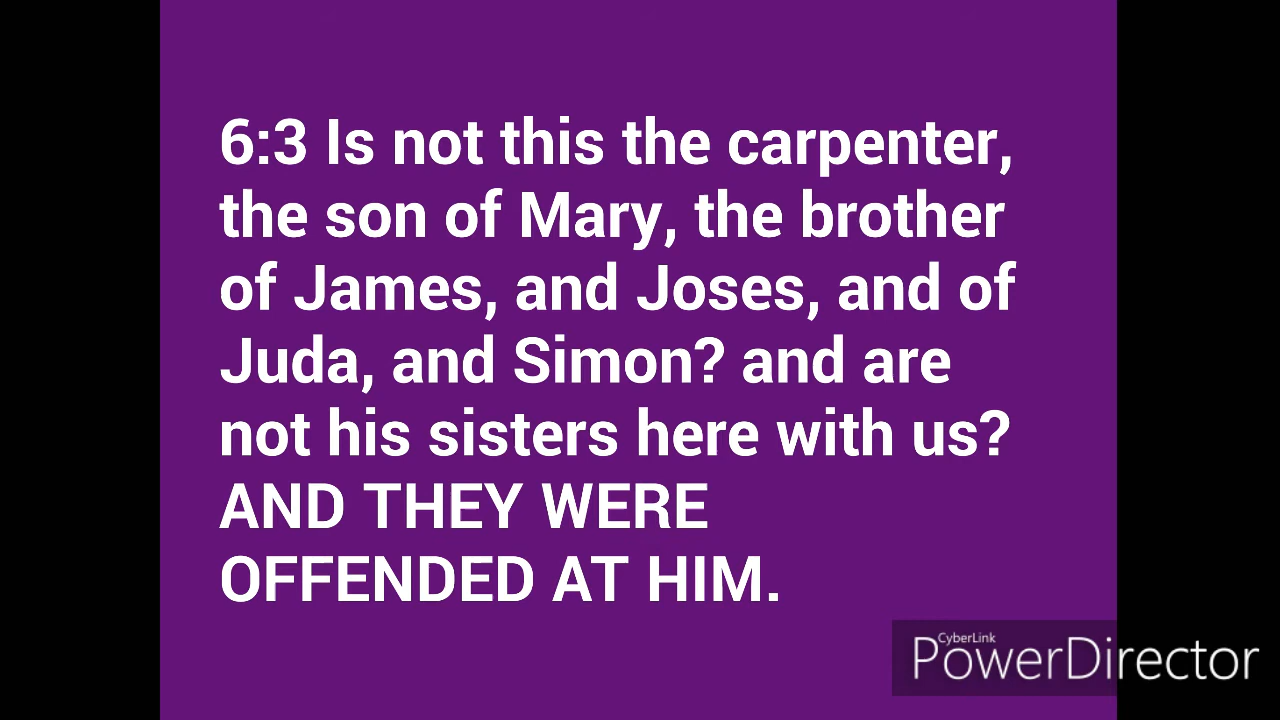 6:3 Is not this the carpenter,
the son of Mary, the brother
of James, and Joses, and of
Juda, and Simon? and are
not his sisters here with us?
AND THEY WERE
OFFENDED AT HIM.
CyberLink
PowerDirector